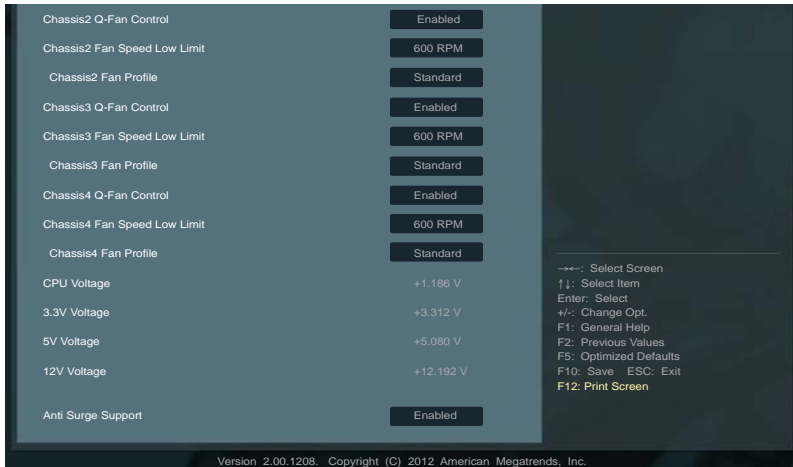 Chassis2 Q-Fan Control Enabled
Chassis2 Fan Speed Low Limit 600 RPM
Chassis2 Fan Profile Standard
Chassis3 Q-Fan Control Enabled
Chassis3 Fan Speed Low Limit 600 RPM
Chassis3 Fan Profile Standard
Chassis4 Q-Fan Control Enabled
Chassis4 Fan Speed Low Limit 600 RPM
Chassis4 Fan Profile Standard
CPU Voltage +1.186 V
3.3V Voltage +3.312 V
5V Voltage +5.080 V
12V Voltage +12.192 V
Anti Surge Support Enabled
→←: Select Screen
↑↓: Select Item
Enter: Select
+/-: Change Opt.
F1: General Help
F2: Previous Values
F5: Optimized Defaults
F10: Save ESC: Exit
F12: Print Screen
Version 2.00.1208. Copyright (C) 2012 American Megatrends, Inc.